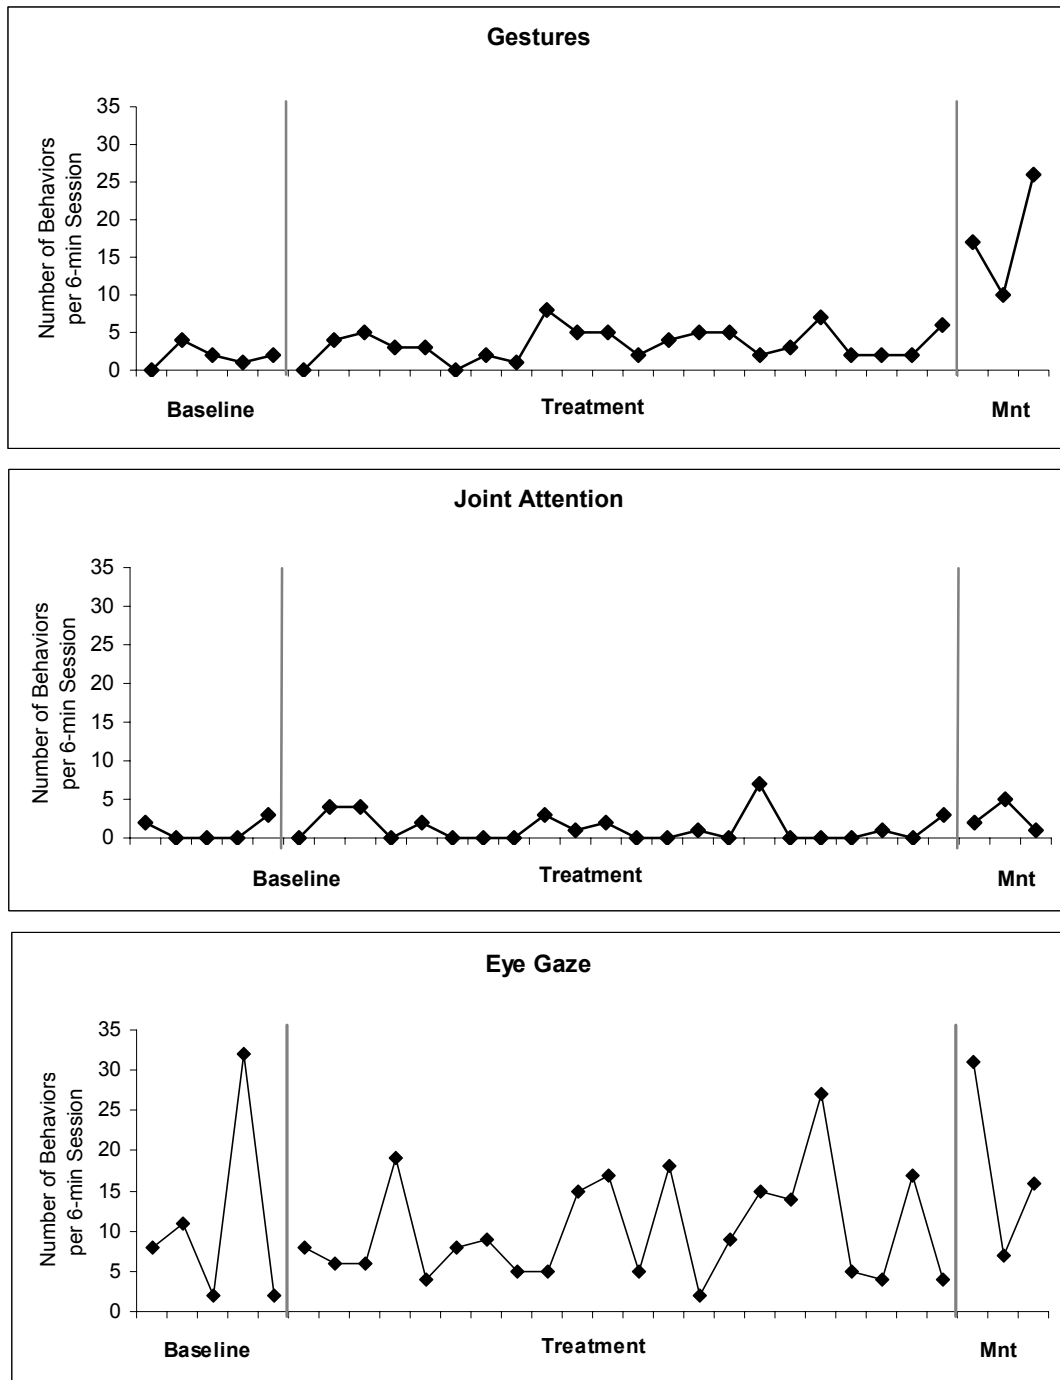 Gestures
Number of Behaviors
per 6-min Session
35
30
25
20
15
10
5
0
Baseline
Treatment
Mnt
Joint Attention
Number of Behaviors
per 6-min Session
35
30
25
20
15
10
5
0
Baseline
Treatment
Mnt
Eye Gaze
Number of Behaviors
per 6-min Session
35
30
25
20
15
10
5
0
Baseline
Treatment
Mnt